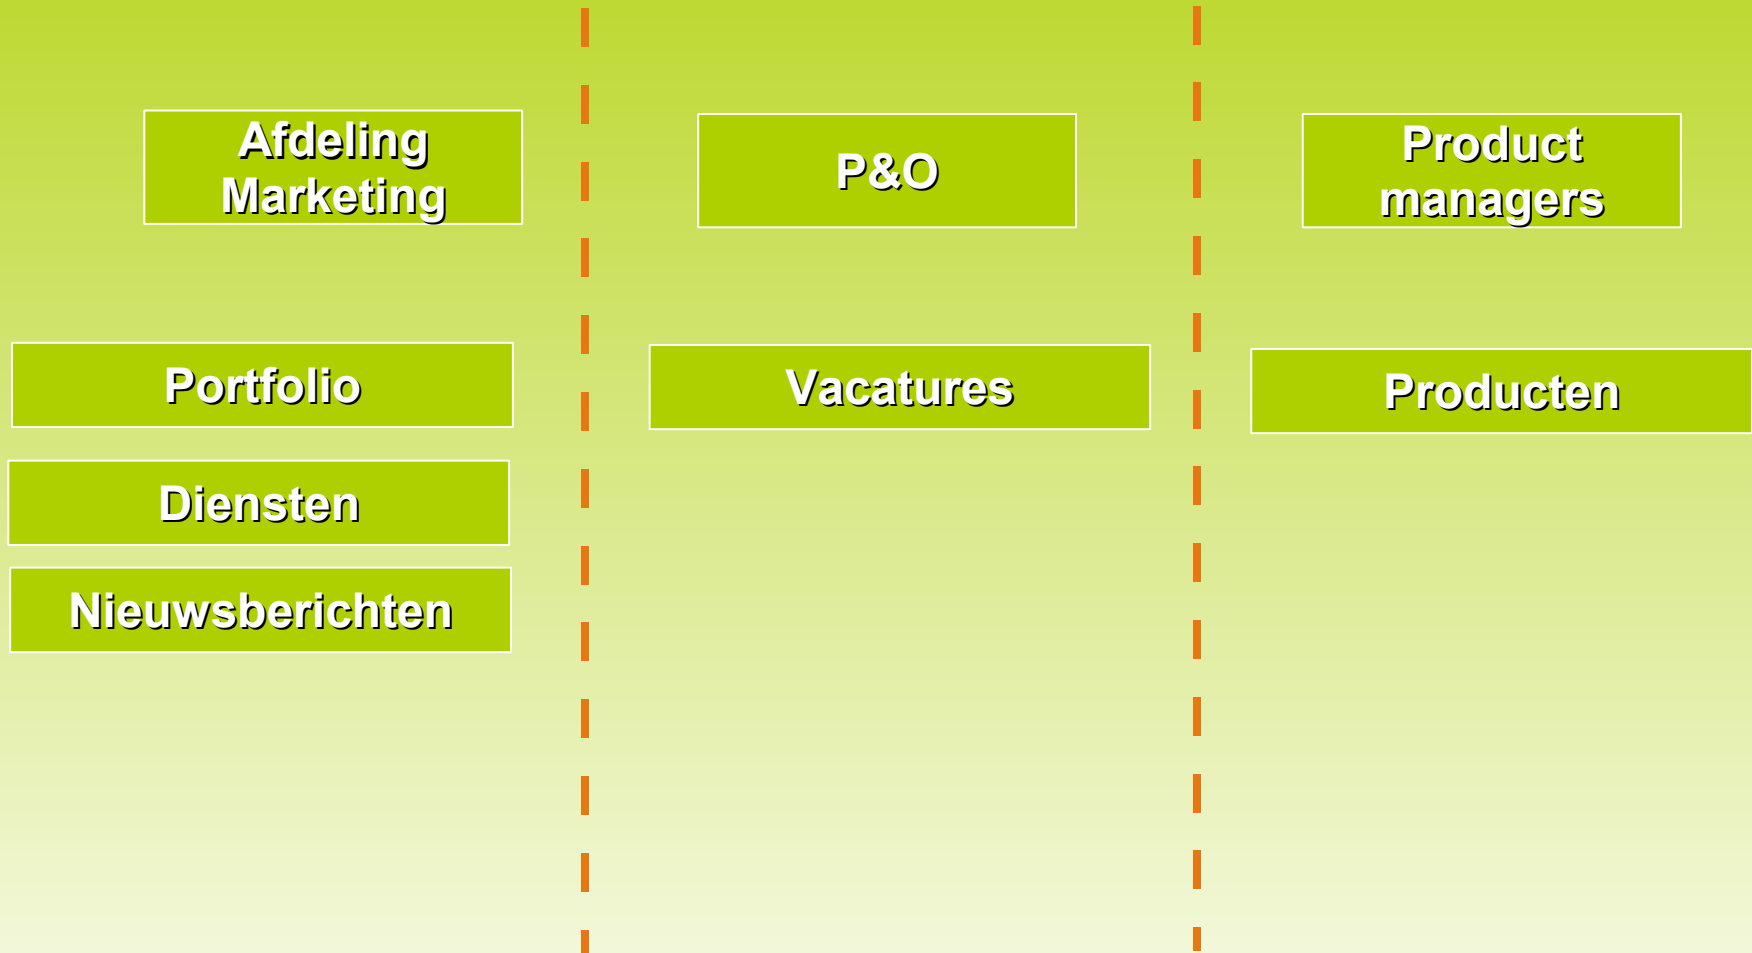 Afdeling
Marketing
P&O
Product
managers
Portfolio
Diensten
Nieuwsberichten
Vacatures
Producten